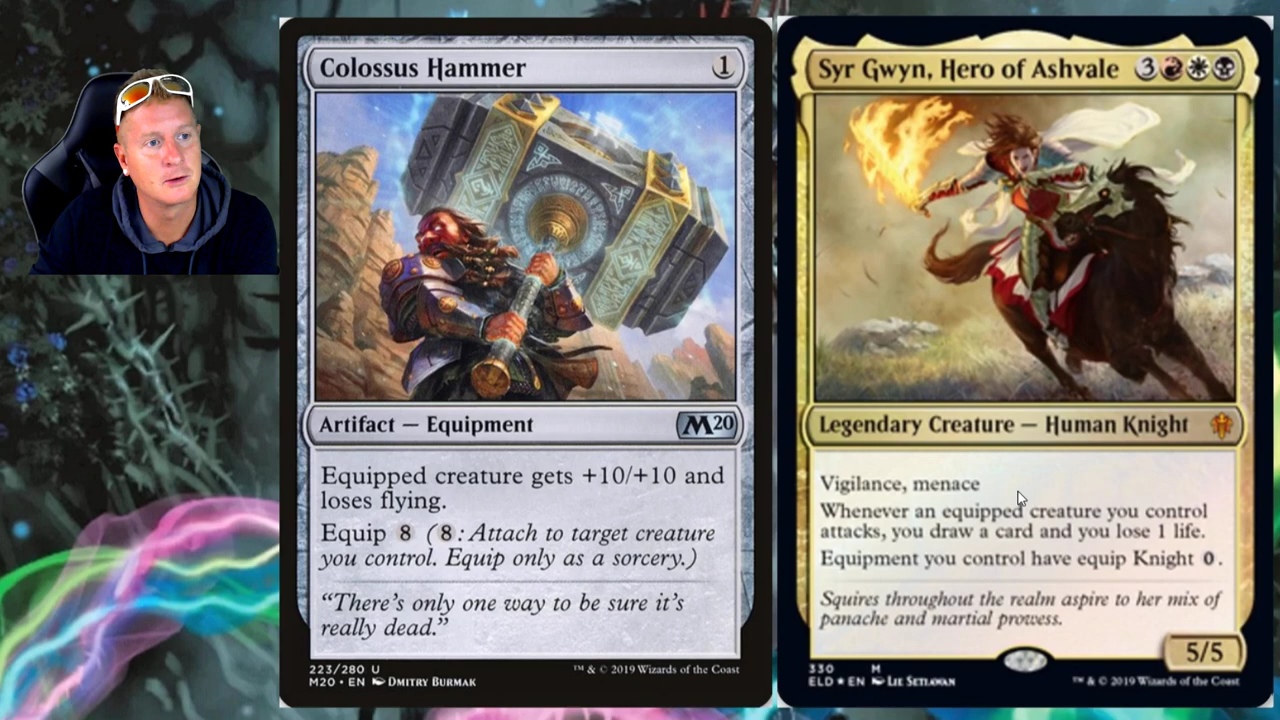 Colossus Hammer 1
Artifact — Equipment M20
Equipped creature gets +10/+10 and
loses flying.
Equip 8 (8: Attach to target creature
you control. Equip only as a sorcery.)
“There’s only one way to be sure it’s
really dead.”
223/280 U
M20 • EN Dmitry Burmak
™ & © 2019 Wizards of the Coast
Syr Gwyn, Hero of Ashvale 3
Legendary Creature — Human Knight
Vigilance, menace
Whenever an equipped creature you control
attacks, you draw a card and you lose 1 life.
Equipment you control have equip Knight 0.
Squires throughout the realm aspire to her mix of
panache and martial prowess.
5/5
330 M
ELD ★ EN Lie Setiawan
™ & © 2019 Wizards of the Coast